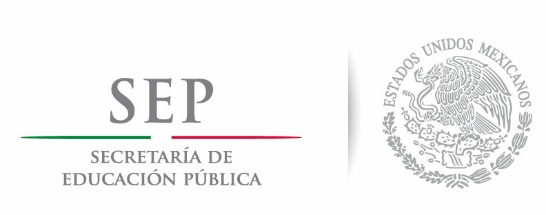 SEP
SECRETARÍA DE
EDUCACIÓN PÚBLICA
ESTADOS UNIDOS MEXICANOS